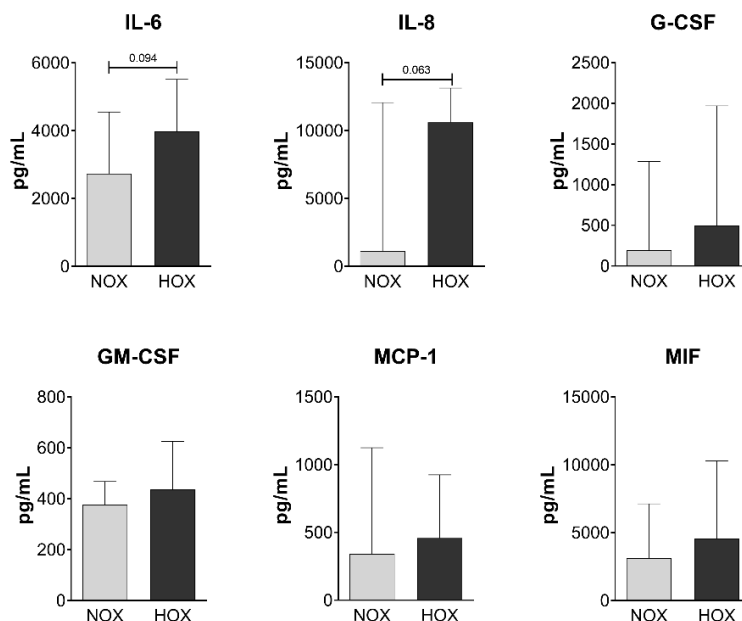 IL-6
0.094
6000
4000
2000
0
pg/mL
NOX HOX
IL-8
0.063
15000
10000
5000
0
pg/mL
NOX HOX
G-CSF
2500
2000
1500
1000
500
0
pg/mL
NOX HOX
GM-CSF
800
600
400
200
0
pg/mL
NOX HOX
MCP-1
1500
1000
500
0
pg/mL
NOX HOX
MIF
15000
10000
5000
0
pg/mL
NOX HOX